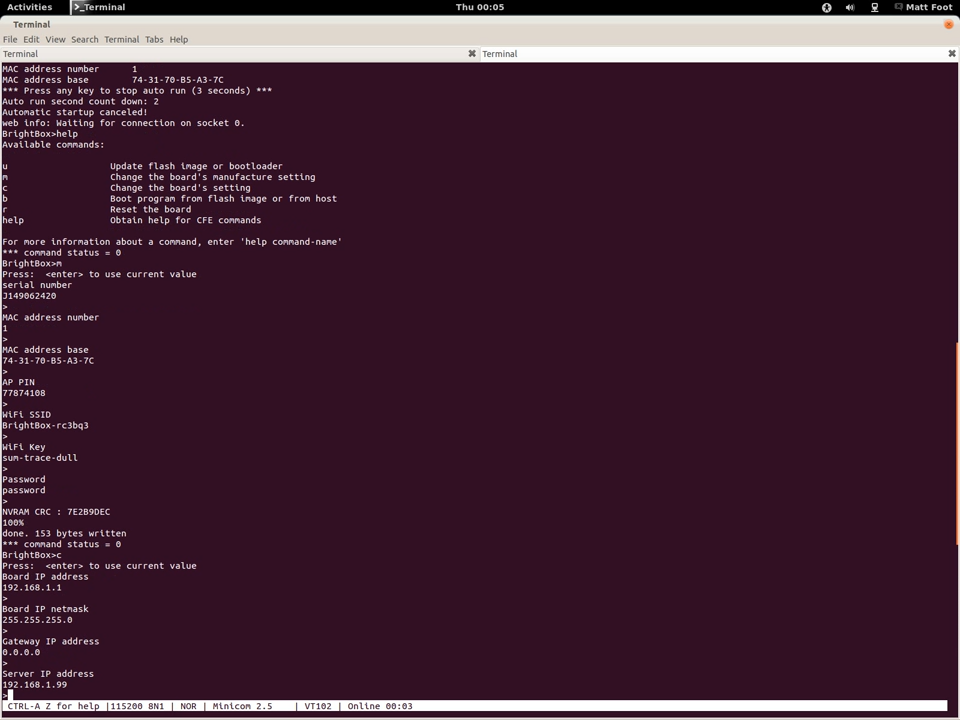 Activities Terminal Thu 00:05 Matt Foot
Terminal
File Edit View Search Terminal Tabs Help
Terminal Terminal
MAC address number 1
MAC address base 74-31-70-B5-A3-7C
*** Press any key to stop auto run (3 seconds) ***
Auto run second count down: 2
Automatic startup canceled!
web info: Waiting for connection on socket 0.
BrightBox>help
Available commands:
u Update flash image or bootloader
m Change the board's manufacture setting
c Change the board's setting
b Boot program from flash image or from host
r Reset the board
help Obtain help for CFE commands
For more information about a command, enter 'help command-name'
*** command status = 0
BrightBox>m
Press: <enter> to use current value
serial number
J149062420
>
MAC address number
1
>
MAC address base
74-31-70-B5-A3-7C
>
AP PIN
77874108
>
WiFi SSID
BrightBox-rc3bq3
>
WiFi Key
sum-trace-dull
>
Password
password
>
NVRAM CRC : 7E2B9DEC
100%
done. 153 bytes written
*** command status = 0
BrightBox>c
Press: <enter> to use current value
Board IP address
192.168.1.1
>
Board IP netmask
255.255.255.0
>
Gateway IP address
0.0.0.0
>
Server IP address
192.168.1.99
>
CTRL-A Z for help |115200 8N1 | NOR | Minicom 2.5 | VT102 | Online 00:03